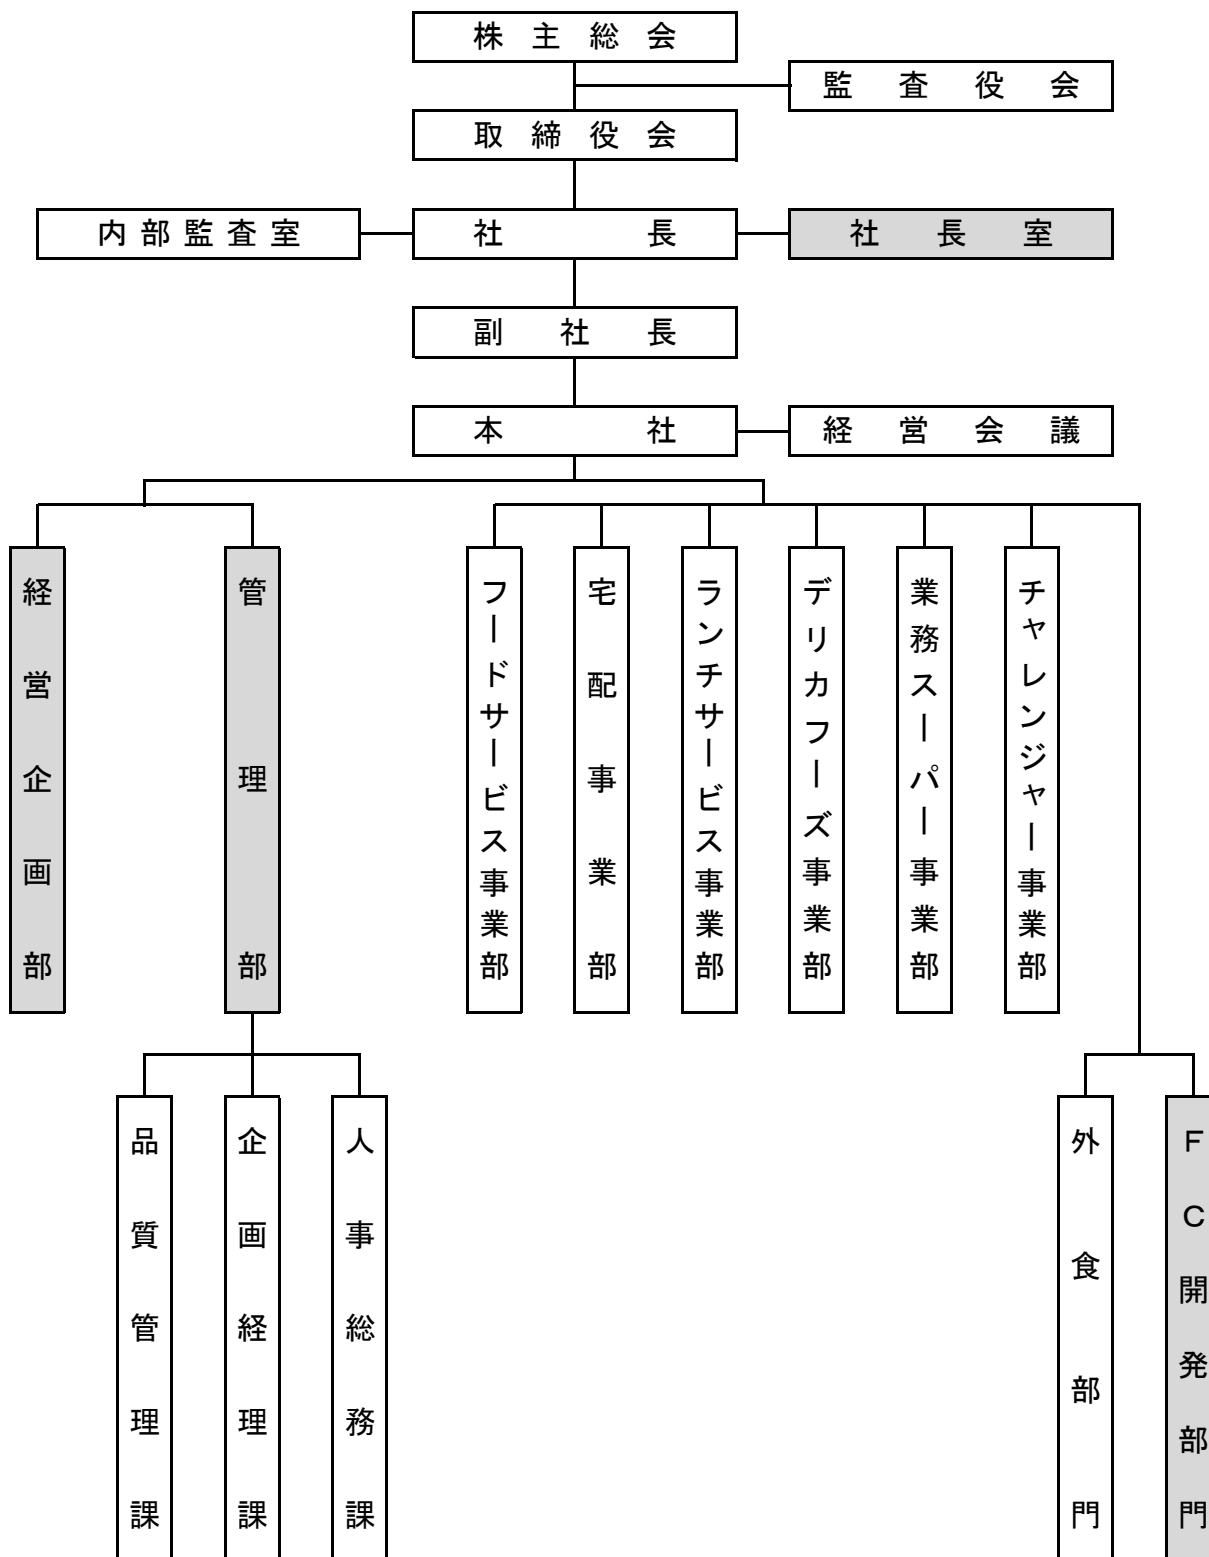 株主総会
監査役会
取締役会
内部監査室
社長
社長室
副社長
本社
経営会議
経営企画部
管理部
フードサービス事業部
宅配事業部
ランチサービス事業部
デリカフーズ事業部
業務スーパー事業部
チャレンジャー事業部
品質管理課
企画経理課
人事総務課
外食部門
ＦＣ開発部門